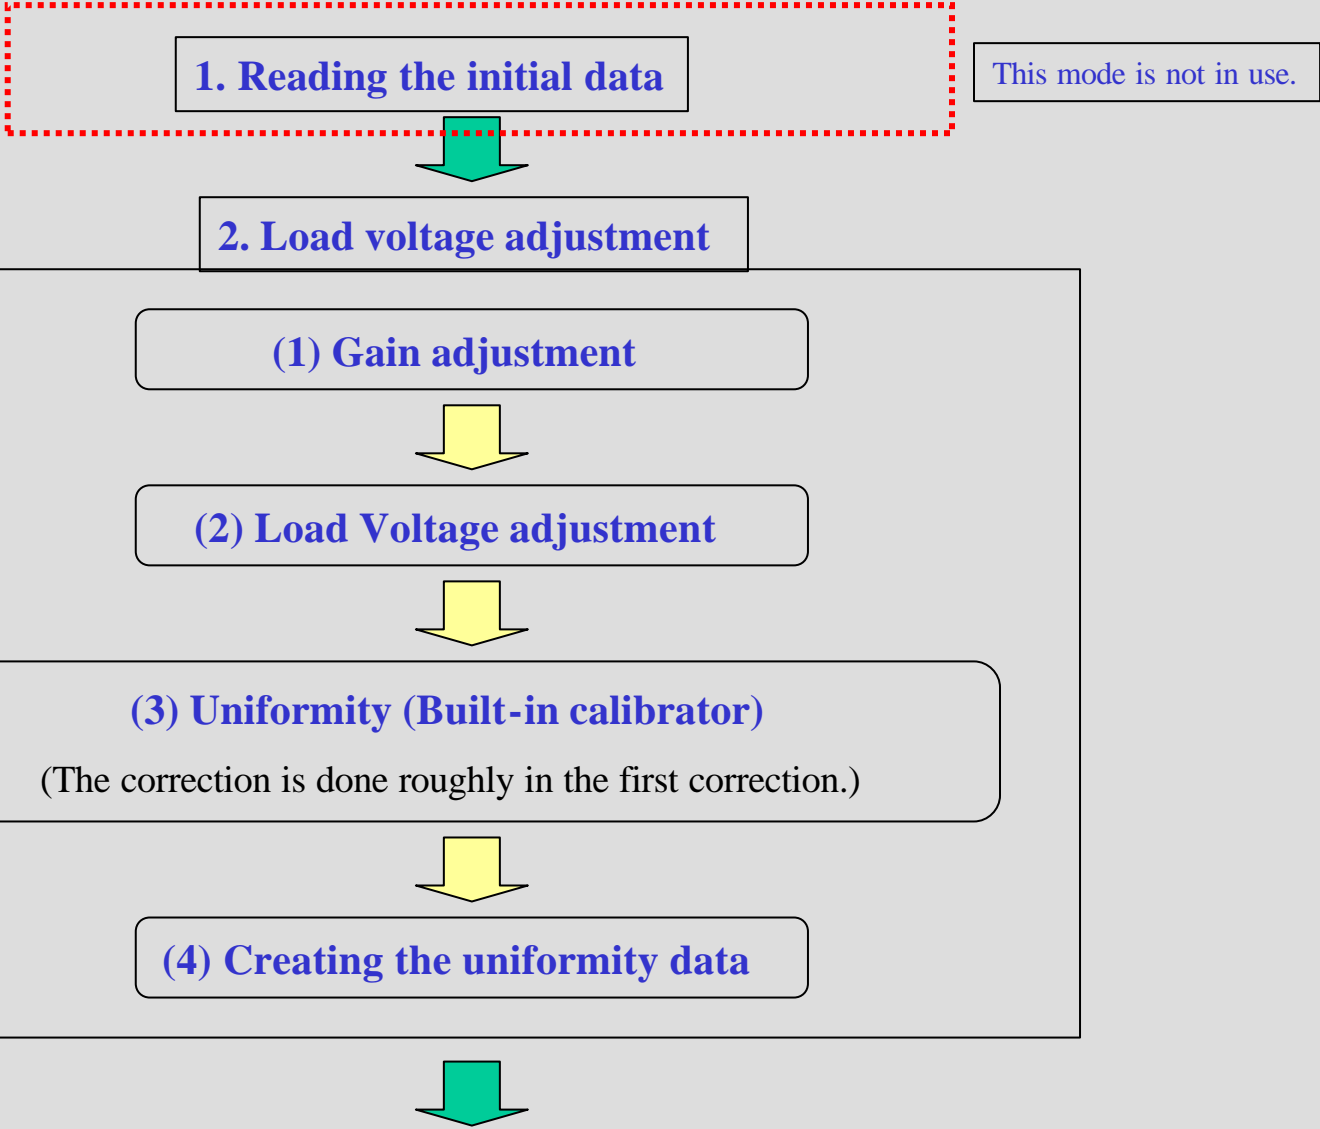 1. Reading the initial data
This mode is not in use.
2. Load voltage adjustment
(1) Gain adjustment
(2) Load Voltage adjustment
(3) Uniformity (Built-in calibrator)
(The correction is done roughly in the first correction.)
(4) Creating the uniformity data